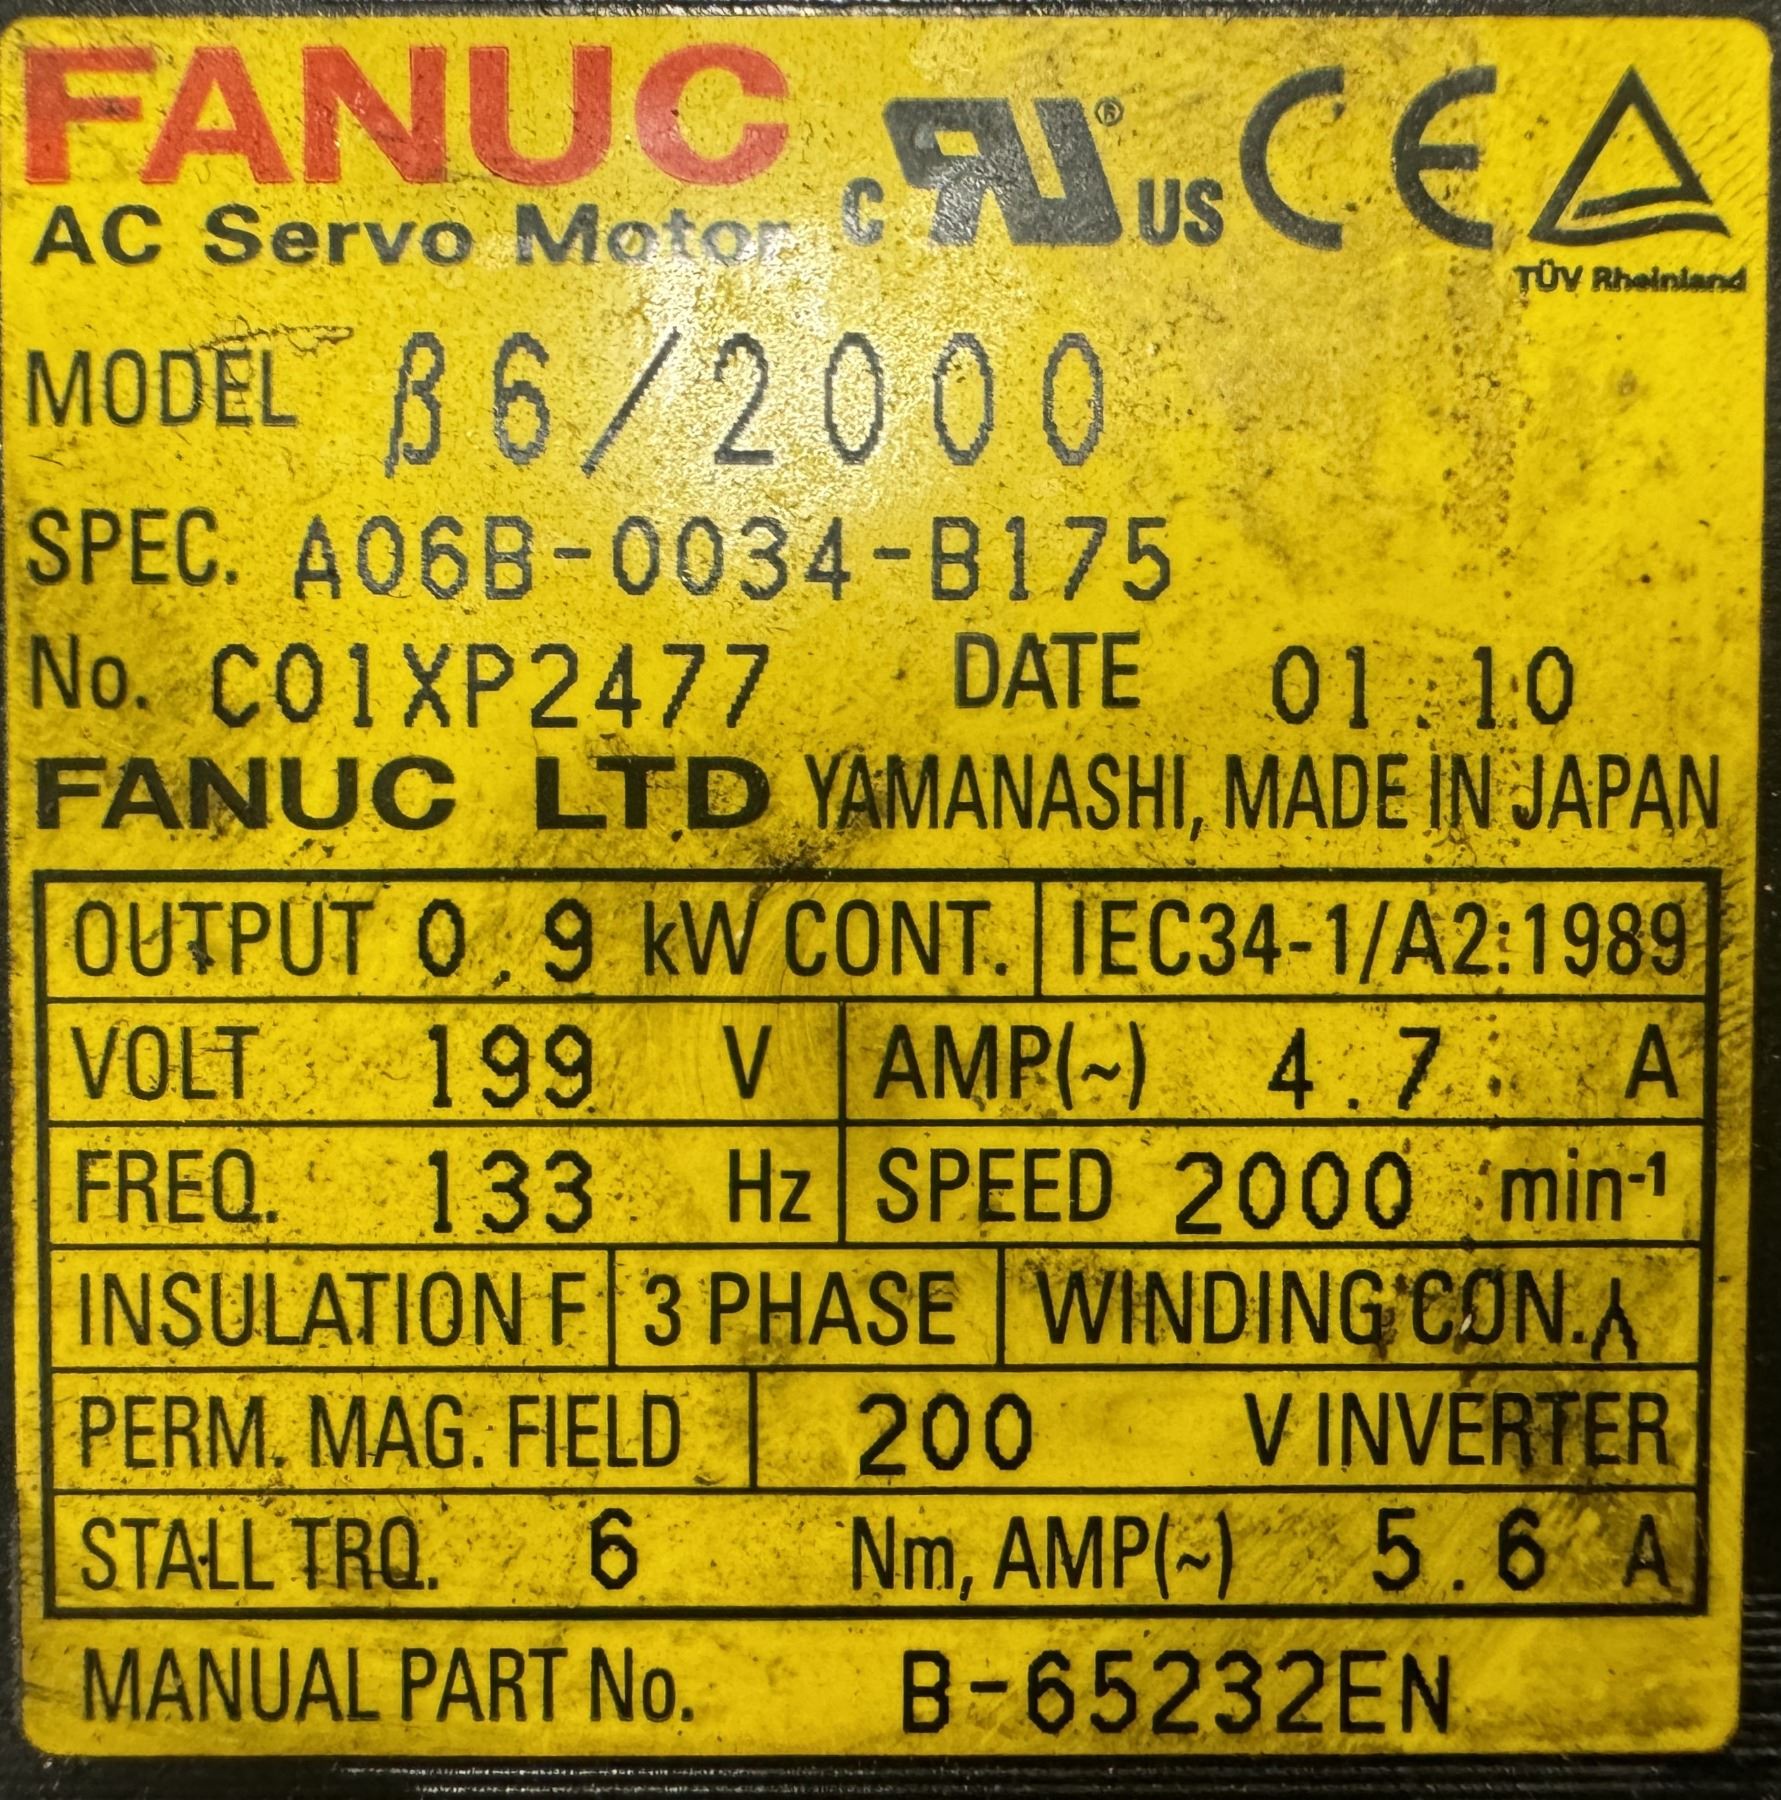 FANUC
AC Servo Motor
C RU® US CE
TÜV Rheinland
MODEL β6/2000
SPEC. A06B-0034-B175
No. C01XP2477 DATE 01.10
FANUC LTD YAMANASHI, MADE IN JAPAN
OUTPUT 0.9 kW CONT. IEC34-1/A2:1989
VOLT 199 V AMP(~) 4.7 A
FREQ. 133 Hz SPEED 2000 min⁻¹
INSULATION F 3 PHASE WINDING CON. ⅄
PERM. MAG. FIELD 200 V INVERTER
STALL TRQ. 6 Nm, AMP(~) 5.6 A
MANUAL PART No. B-65232EN